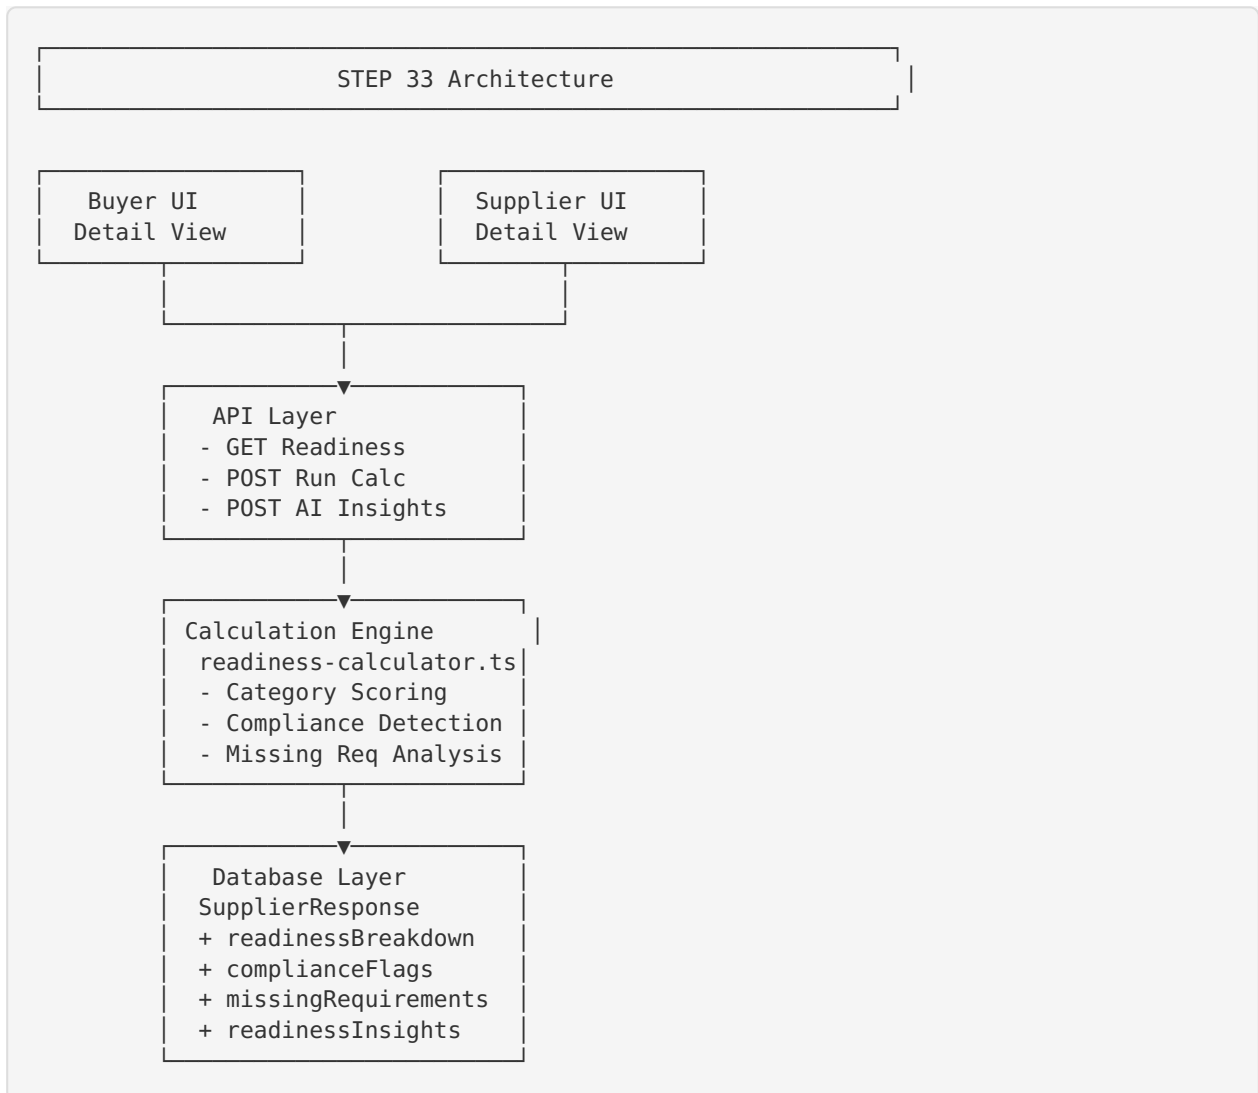 STEP 33 Architecture
Buyer UI
Detail View
Supplier UI
Detail View
API Layer
- GET Readiness
- POST Run Calc
- POST AI Insights
Calculation Engine
readiness-calculator.ts
- Category Scoring
- Compliance Detection
- Missing Req Analysis
Database Layer
SupplierResponse
+ readinessBreakdown
+ complianceFlags
+ missingRequirements
+ readinessInsights